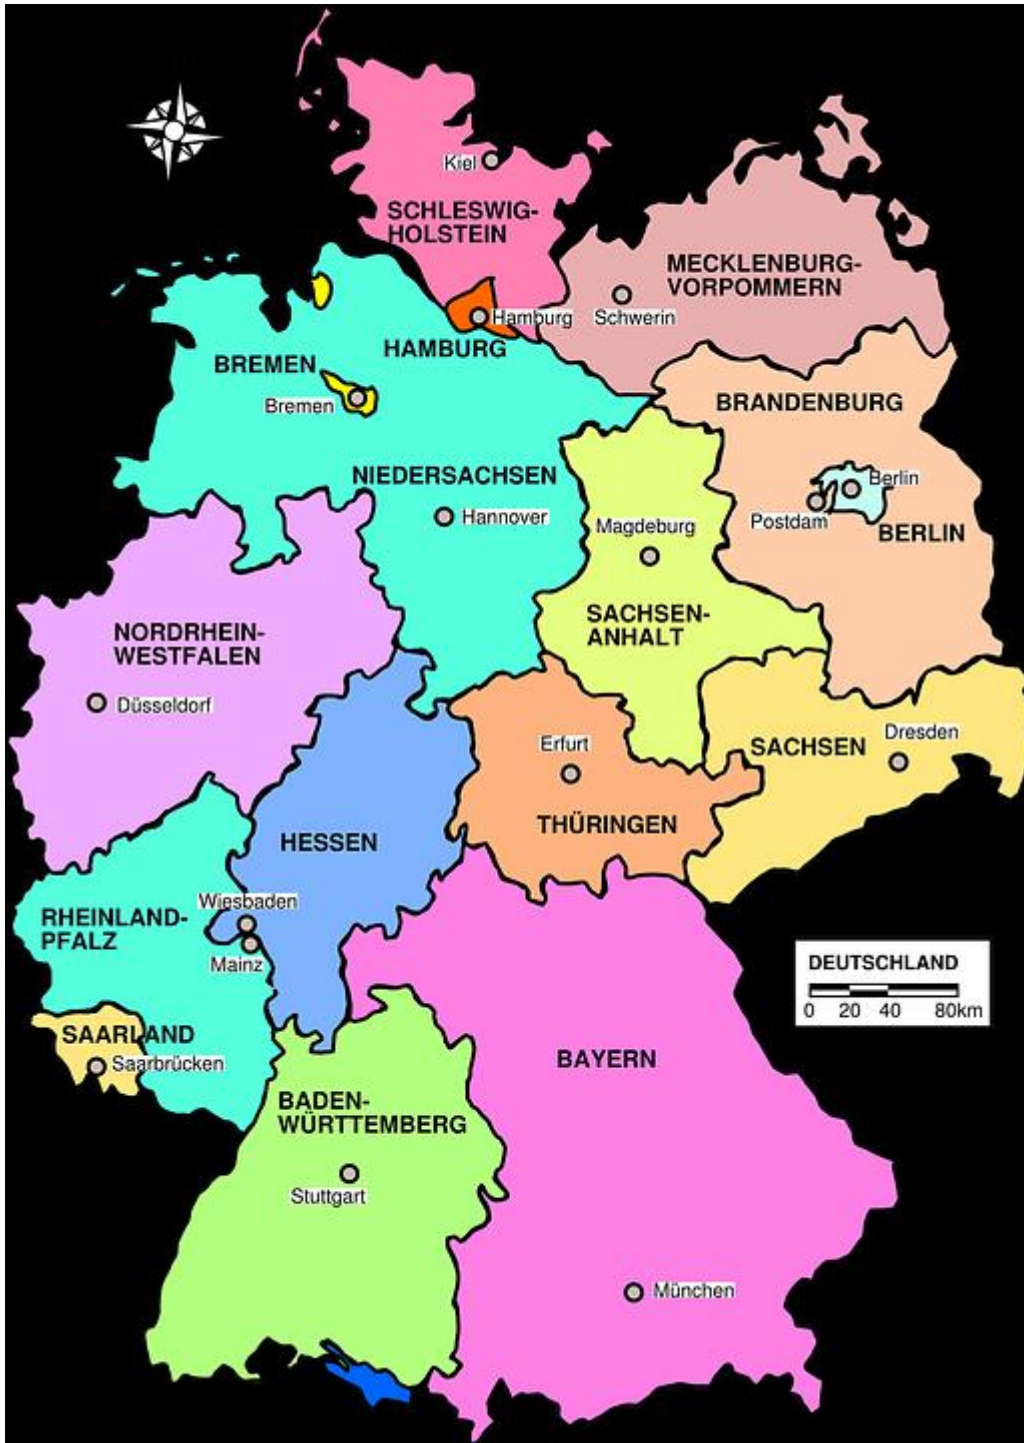 Kiel
SCHLESWIG-
HOLSTEIN
MECKLENBURG-
VORPOMMERN
Hamburg
Schwerin
HAMBURG
BREMEN
Bremen
BRANDENBURG
NIEDERSACHSEN
Hannover
Magdeburg
Berlin
Postdam
BERLIN
SACHSEN-
ANHALT
NORDRHEIN-
WESTFALEN
Düsseldorf
Erfurt
THÜRINGEN
SACHSEN
Dresden
HESSEN
Wiesbaden
Mainz
RHEINLAND-
PFALZ
SAARLAND
Saarbrücken
DEUTSCHLAND
0 20 40 80km
BAYERN
BADEN-
WÜRTTEMBERG
Stuttgart
München